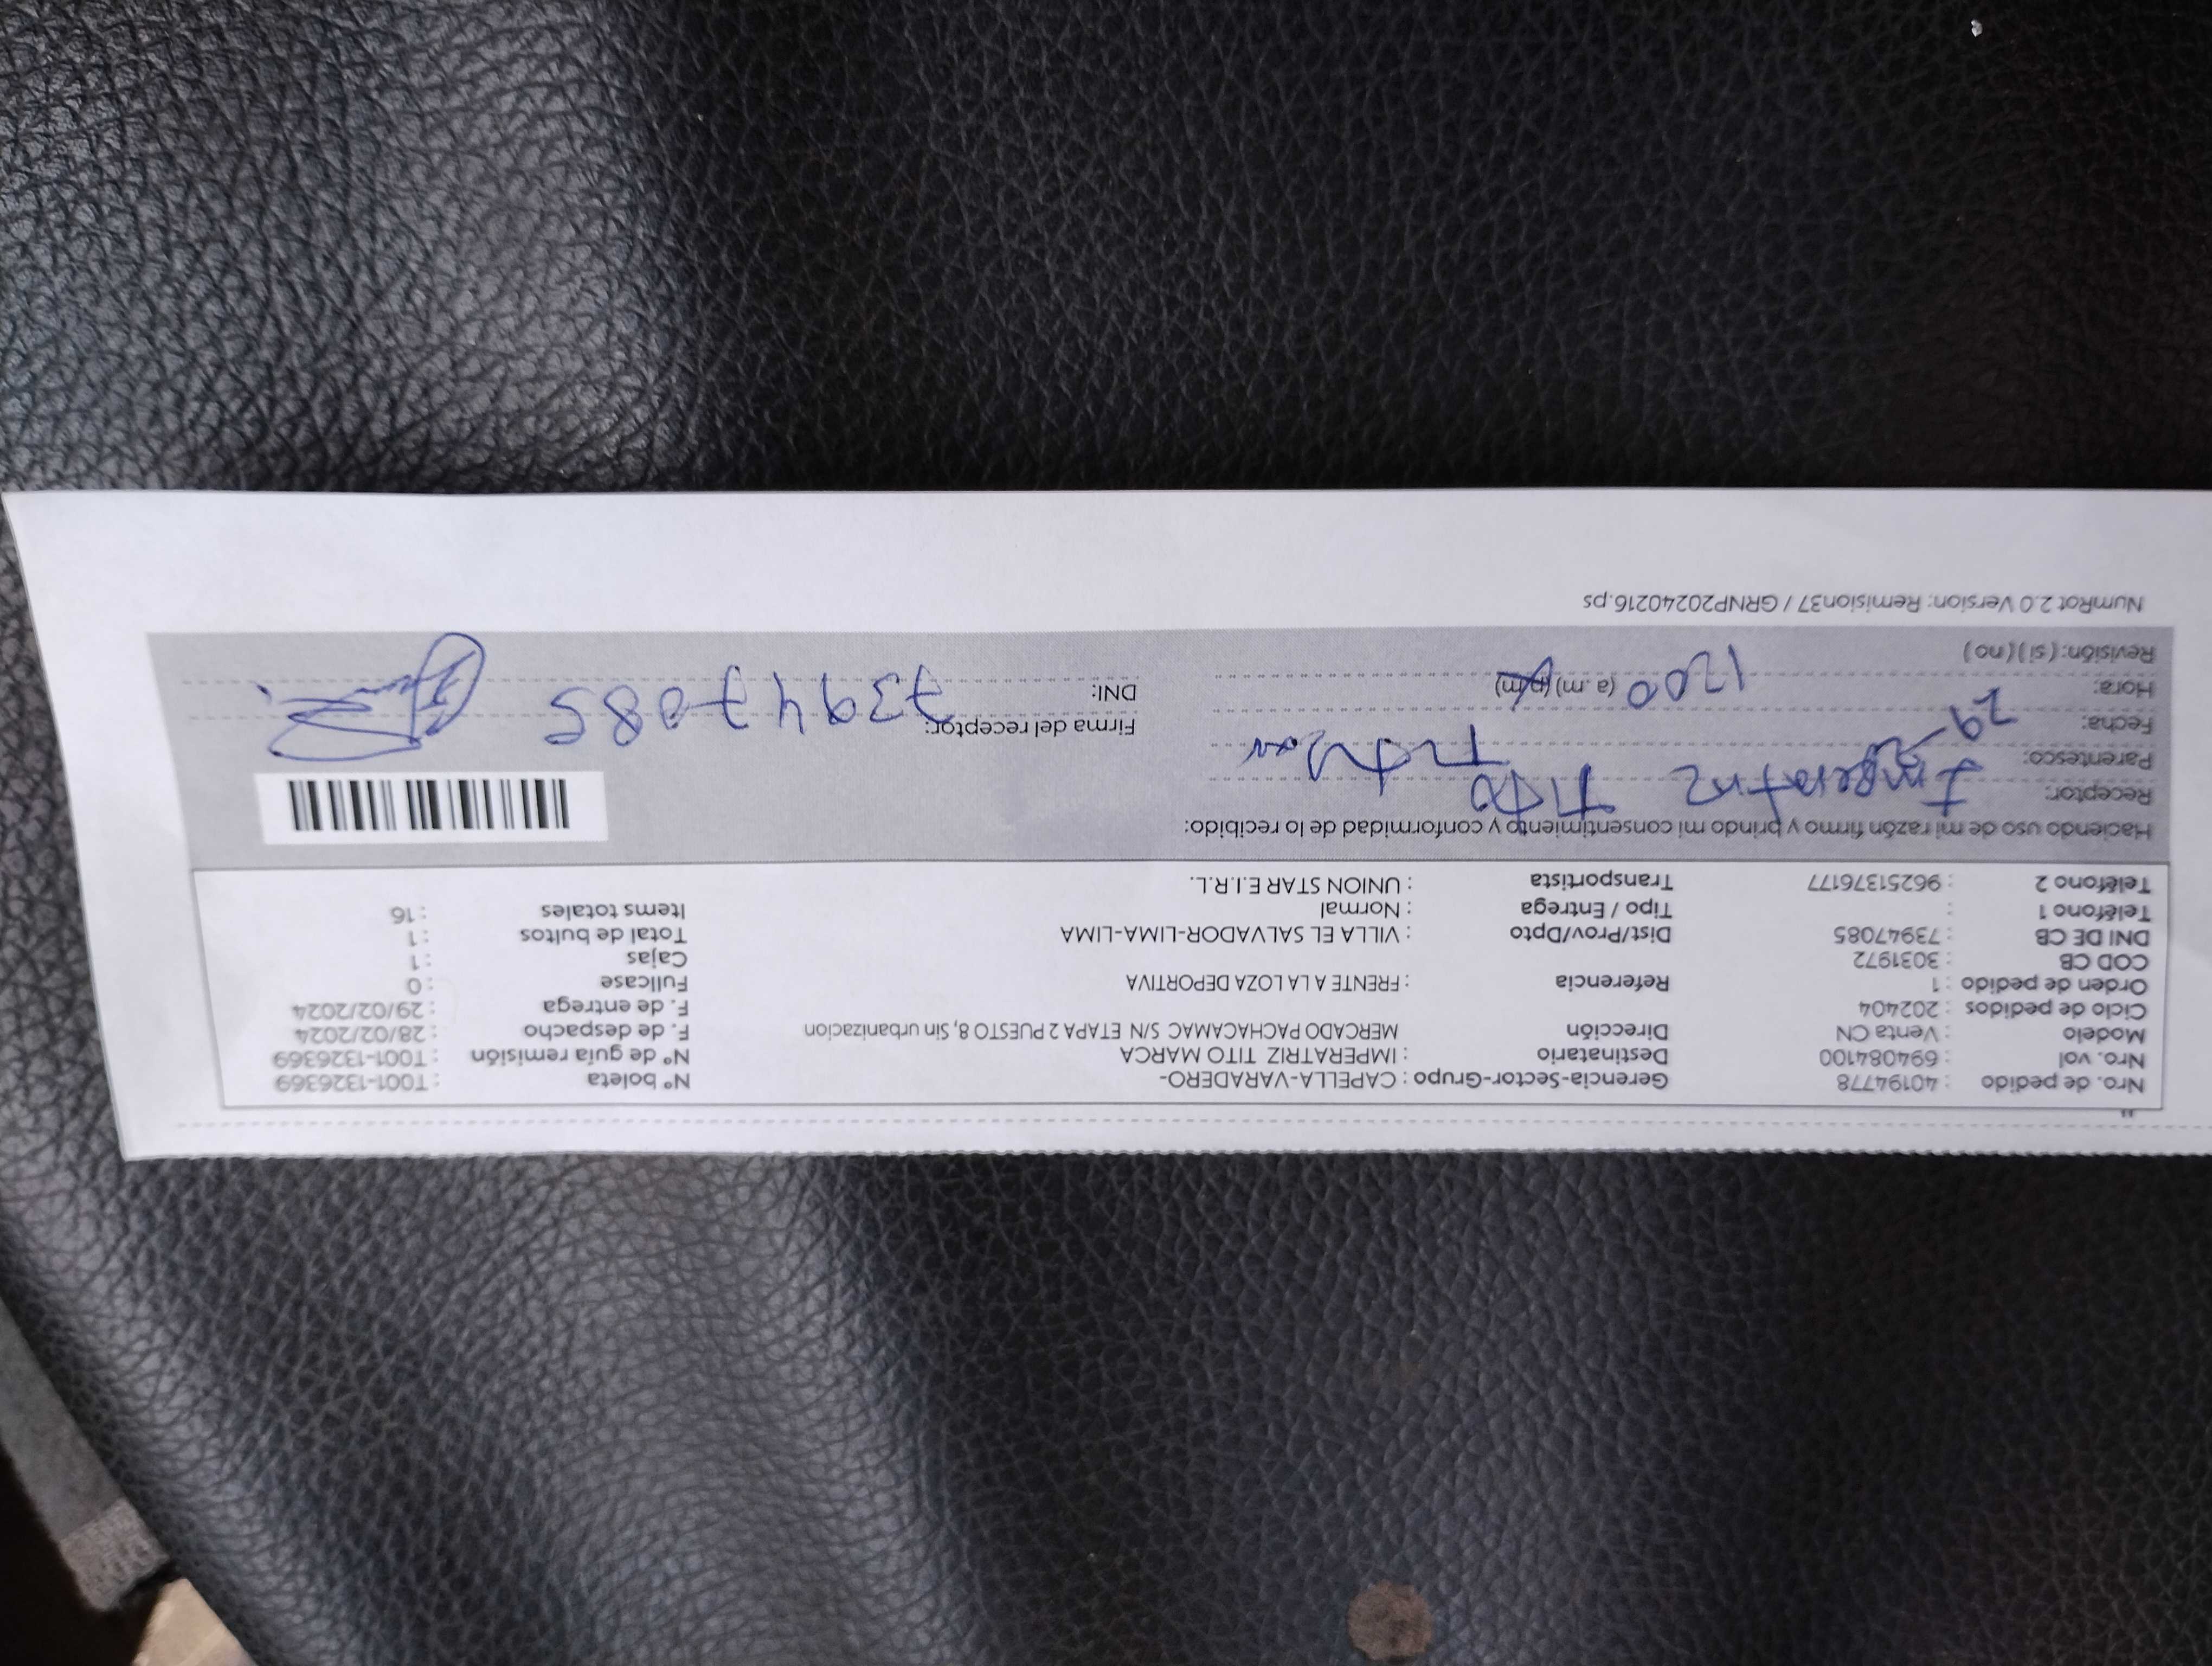 Nro. de pedido : 40194778 Gerencia-Sector-Grupo : CAPELLA-VARADERO- N° boleta : T001-1326369
Nro. vol : 694084100 Destinatario : IMPERATRIZ TITO MARCA N° de guía remisión : T001-1326369
Modelo : Venta CN Dirección MERCADO PACHACAMAC S/N ETAPA 2 PUESTO 8, Sin urbanizacion F. de despacho : 28/02/2024
Ciclo de pedidos : 202404 F. de entrega : 29/02/2024
Orden de pedido : 1 Referencia : FRENTE A LA LOZA DEPORTIVA Fullcase : 0
COD CB : 3031972 Cajas : 1
DNI DE CB : 73947085 Dist/Prov/Dpto : VILLA EL SALVADOR-LIMA-LIMA Total de bultos : 1
Teléfono 1 : Tipo / Entrega : Normal Items totales : 16
Teléfono 2 : 96251376177 Transportista : UNION STAR E.I.R.L.
Haciendo uso de mi razón firmo y brindo mi consentimiento y conformidad de lo recibido:
Receptor: Imperatriz Tito
Parentesco: Titular
Fecha: 29- Firma del receptor:
Hora: 1200 (a.m) (p.m) DNI: 73947085
Revisión: (si) (no)
NumRot 2.0 Version: Remision37 / GRNP20240216.ps